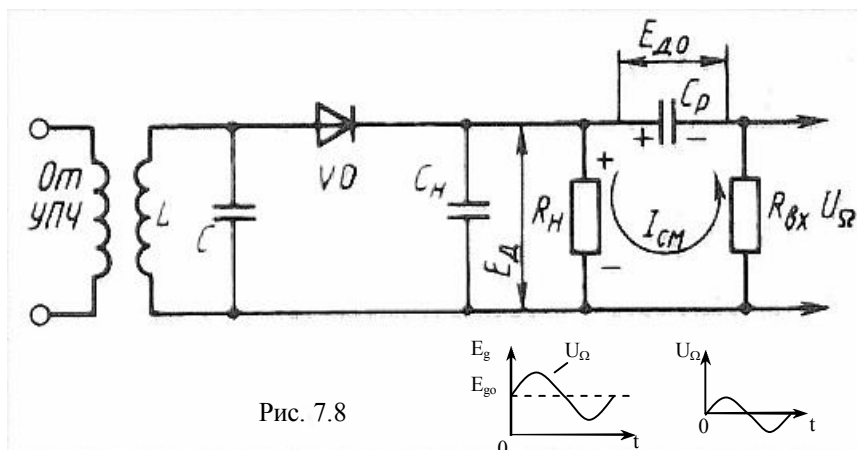 E_ДО
C_р
+ −
От
УПЧ
L
C
VD
C_н
E_Д
R_н
+
−
I_см
R_вх U_Ω
E_g
U_Ω
E_go
0
t
U_Ω
0
t
Рис. 7.8